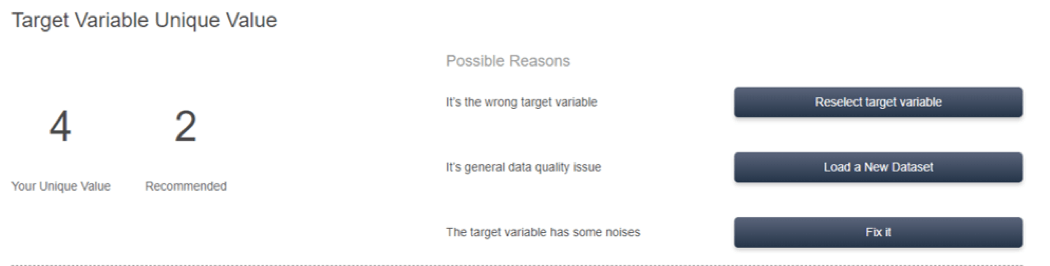 Target Variable Unique Value
Possible Reasons
It's the wrong target variable
Reselect target variable
4
2
Your Unique Value
Recommended
It's general data quality issue
Load a New Dataset
The target variable has some noises
Fix it